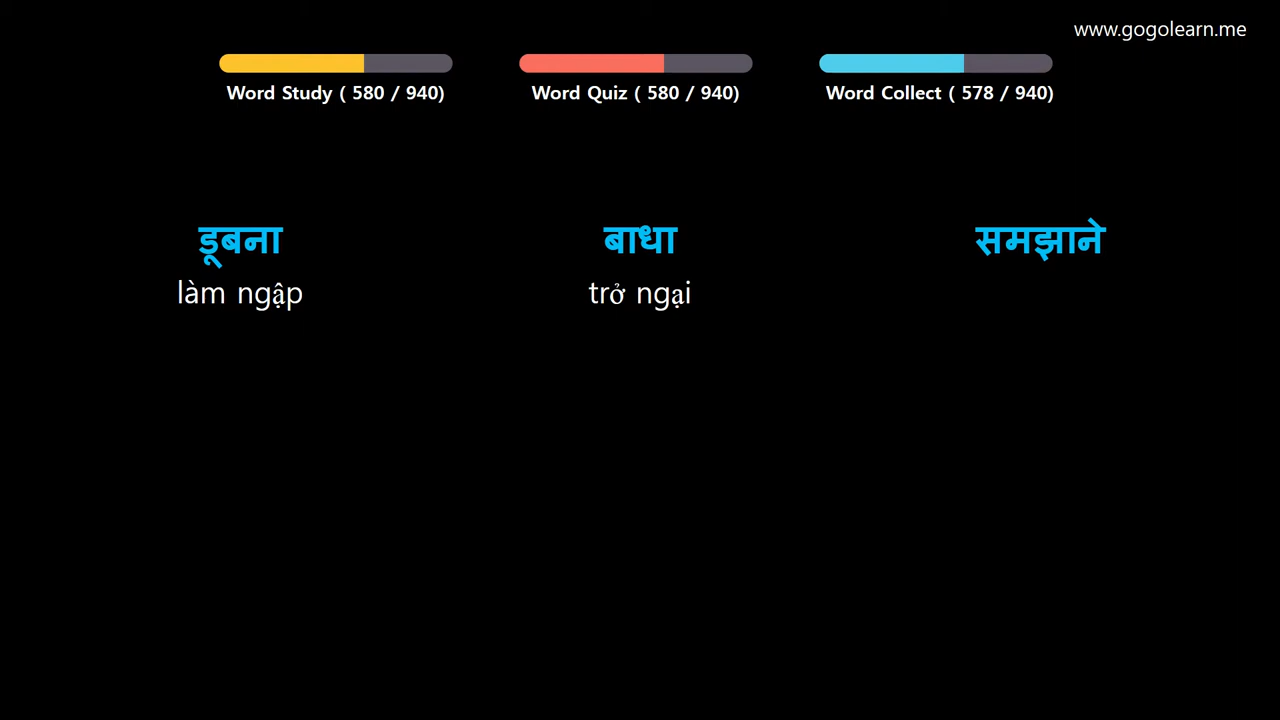 www.gogolearn.me
Word Study ( 580 / 940)
Word Quiz ( 580 / 940)
Word Collect ( 578 / 940)
डूबना
बाधा
समझाने
làm ngập
trở ngại